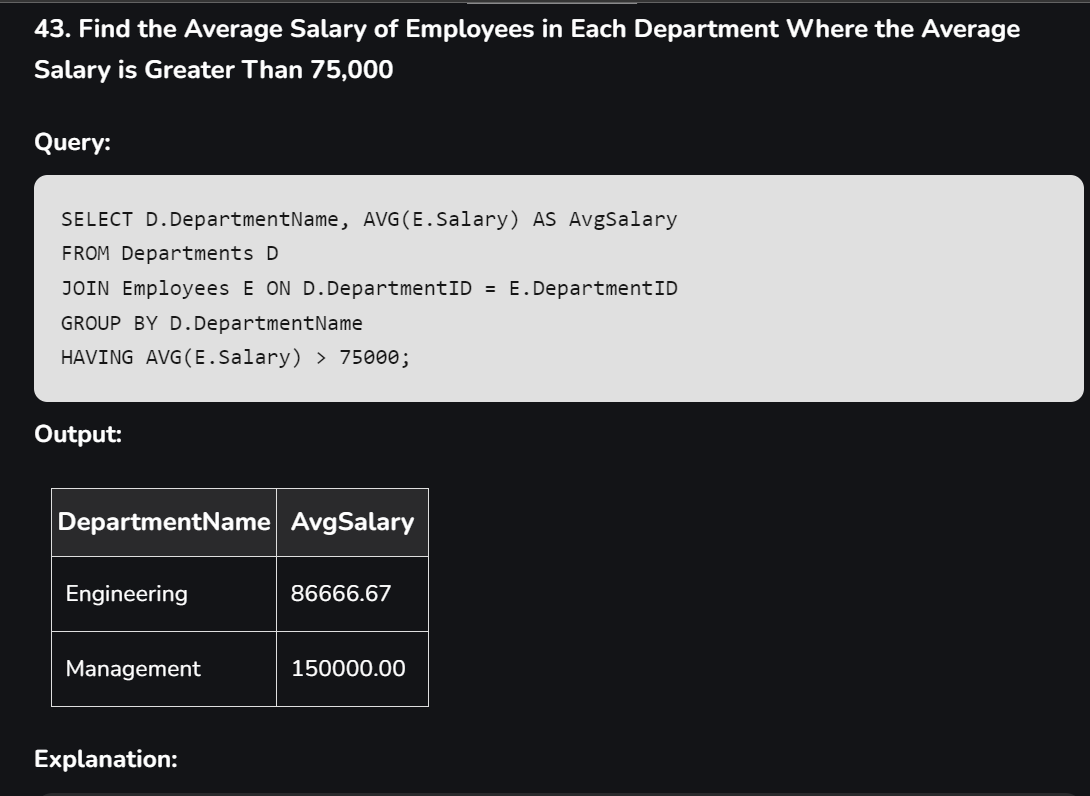 43. Find the Average Salary of Employees in Each Department Where the Average
Salary is Greater Than 75,000
Query:
SELECT D.DepartmentName, AVG(E.Salary) AS AvgSalary
FROM Departments D
JOIN Employees E ON D.DepartmentID = E.DepartmentID
GROUP BY D.DepartmentName
HAVING AVG(E.Salary) > 75000;
Output:
DepartmentName AvgSalary
Engineering 86666.67
Management 150000.00
Explanation: